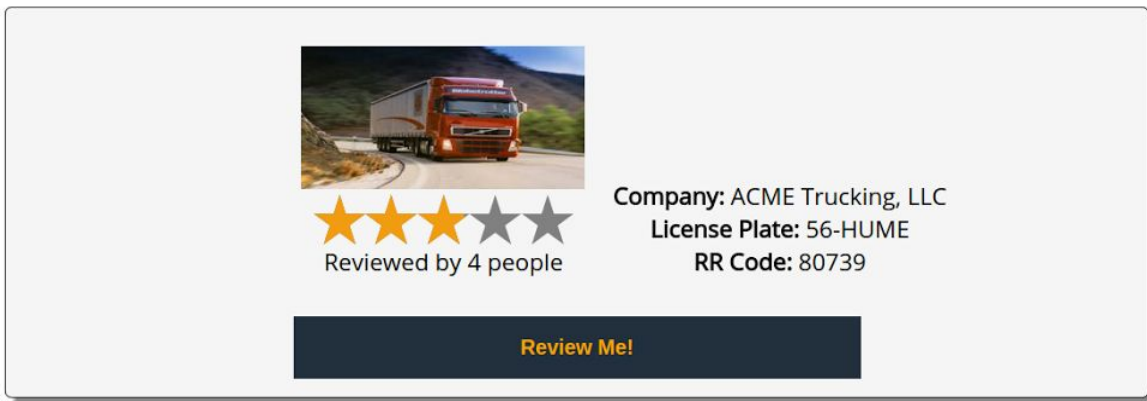 Reviewed by 4 people
Company: ACME Trucking, LLC
License Plate: 56-HUME
RR Code: 80739
Review Me!